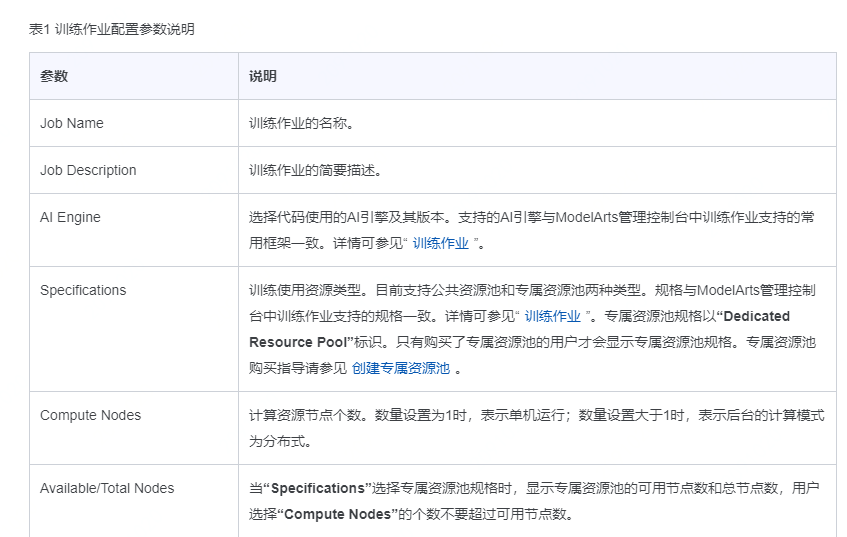 表1 训练作业配置参数说明
参数 说明
Job Name 训练作业的名称。
Job Description 训练作业的简要描述。
AI Engine 选择代码使用的AI引擎及其版本。支持的AI引擎与ModelArts管理控制台中训练作业支持的常
用框架一致。详情可参见“ 训练作业 ”。
Specifications 训练使用资源类型。目前支持公共资源池和专属资源池两种类型。规格与ModelArts管理控制
台中训练作业支持的规格一致。详情可参见“ 训练作业 ”。专属资源池规格以“Dedicated
Resource Pool”标识。只有购买了专属资源池的用户才会显示专属资源池规格。专属资源池
购买指导请参见 创建专属资源池 。
Compute Nodes 计算资源节点个数。数量设置为1时，表示单机运行；数量设置大于1时，表示后台的计算模式
为分布式。
Available/Total Nodes 当“Specifications”选择专属资源池规格时，显示专属资源池的可用节点数和总节点数，用户
选择“Compute Nodes”的个数不要超过可用节点数。